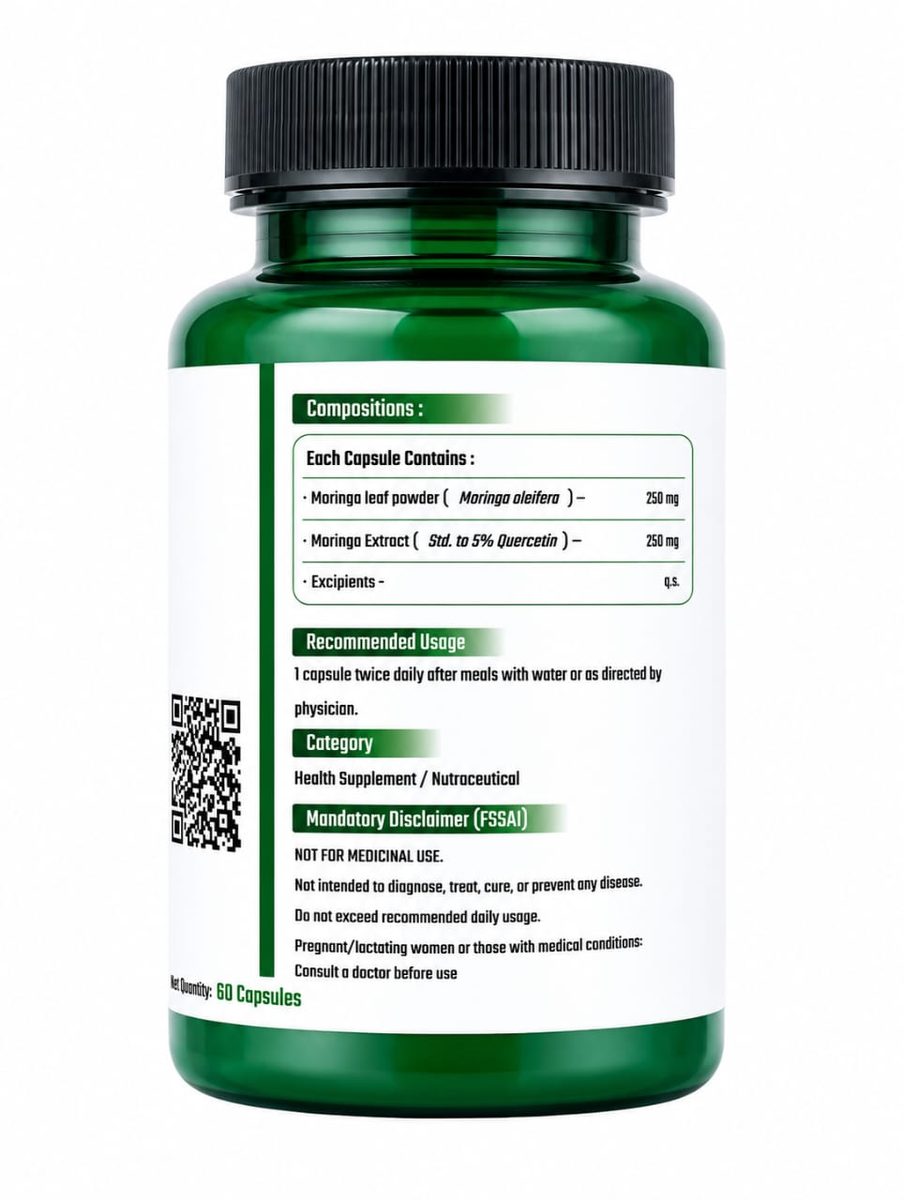 Compositions :
Each Capsule Contains :
· Moringa leaf powder ( Moringa oleifera ) – 250 mg
· Moringa Extract ( Std. to 5% Quercetin ) – 250 mg
· Excipients - q.s.
Recommended Usage
1 capsule twice daily after meals with water or as directed by
physician.
Category
Health Supplement / Nutraceutical
Mandatory Disclaimer (FSSAI)
NOT FOR MEDICINAL USE.
Not intended to diagnose, treat, cure, or prevent any disease.
Do not exceed recommended daily usage.
Pregnant/lactating women or those with medical conditions:
Consult a doctor before use
Net Quantity: 60 Capsules